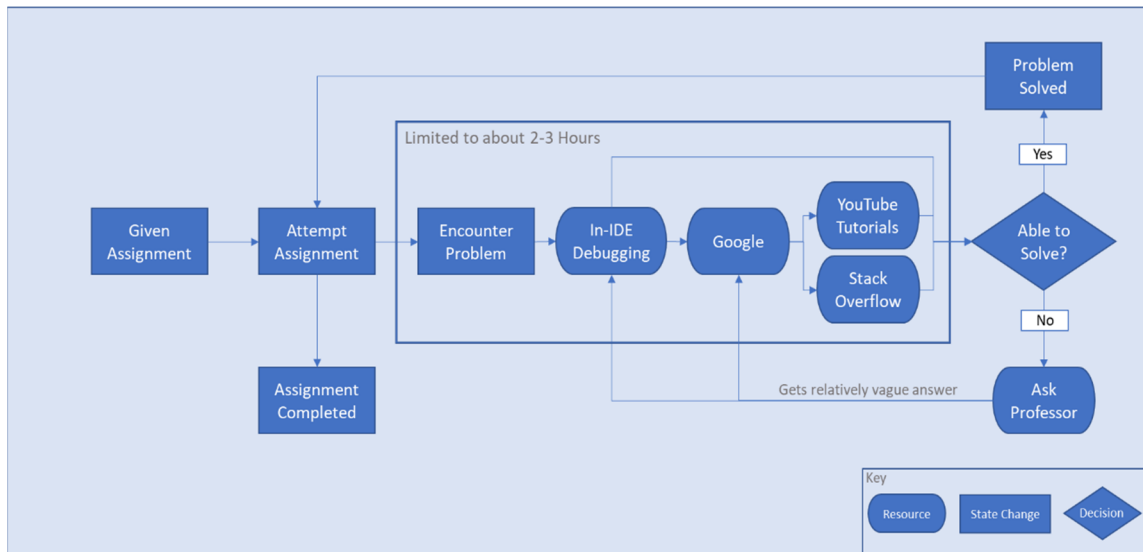 Problem
Solved
Limited to about 2-3 Hours
Yes
Given
Assignment
Attempt
Assignment
Encounter
Problem
In-IDE
Debugging
Google
YouTube
Tutorials
Stack
Overflow
Able to
Solve?
No
Assignment
Completed
Gets relatively vague answer
Ask
Professor
Key
Resource
State Change
Decision